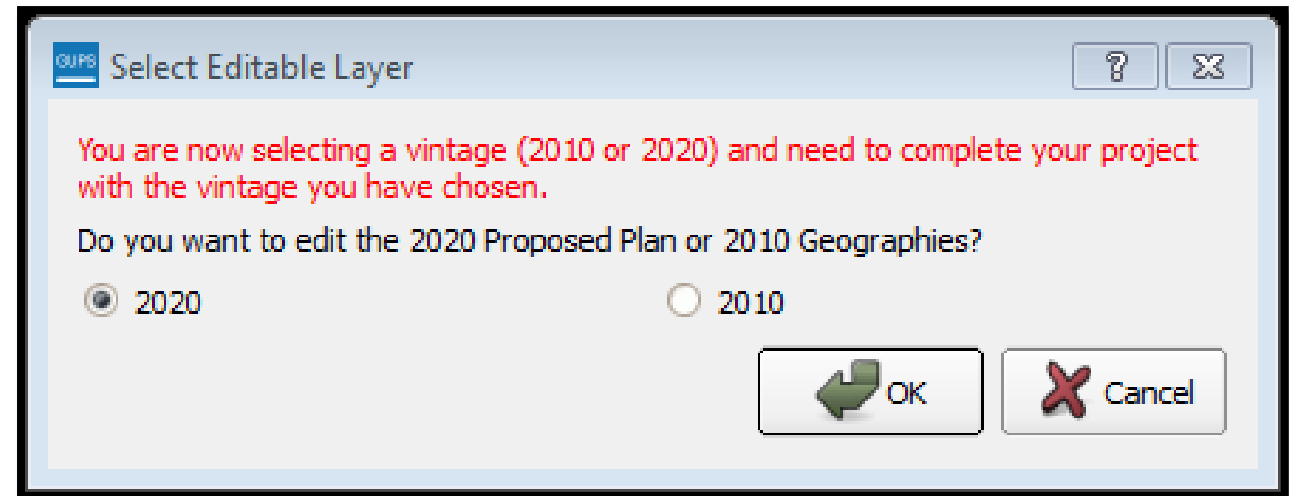 GUPS Select Editable Layer
You are now selecting a vintage (2010 or 2020) and need to complete your project
with the vintage you have chosen.
Do you want to edit the 2020 Proposed Plan or 2010 Geographies?
2020 2010
OK Cancel